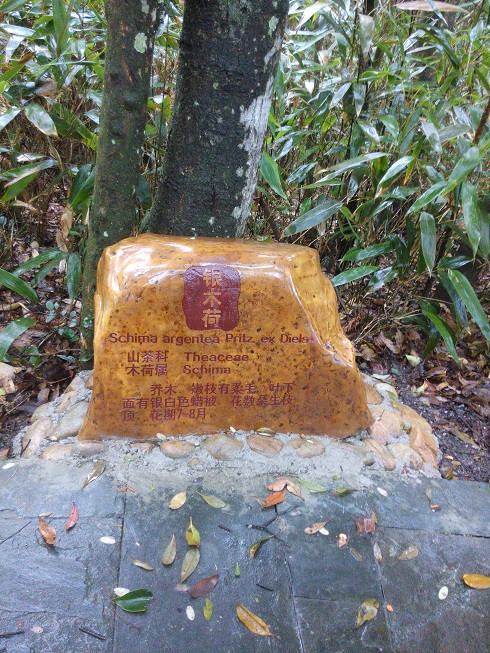 银木荷
Schima argentea Pritz. ex Diels
山茶科 Theaceae
木荷属 Schima
乔木 嫩枝有柔毛 叶下
面有银白色蜡被 花数朵生枝
顶 花期7-8月